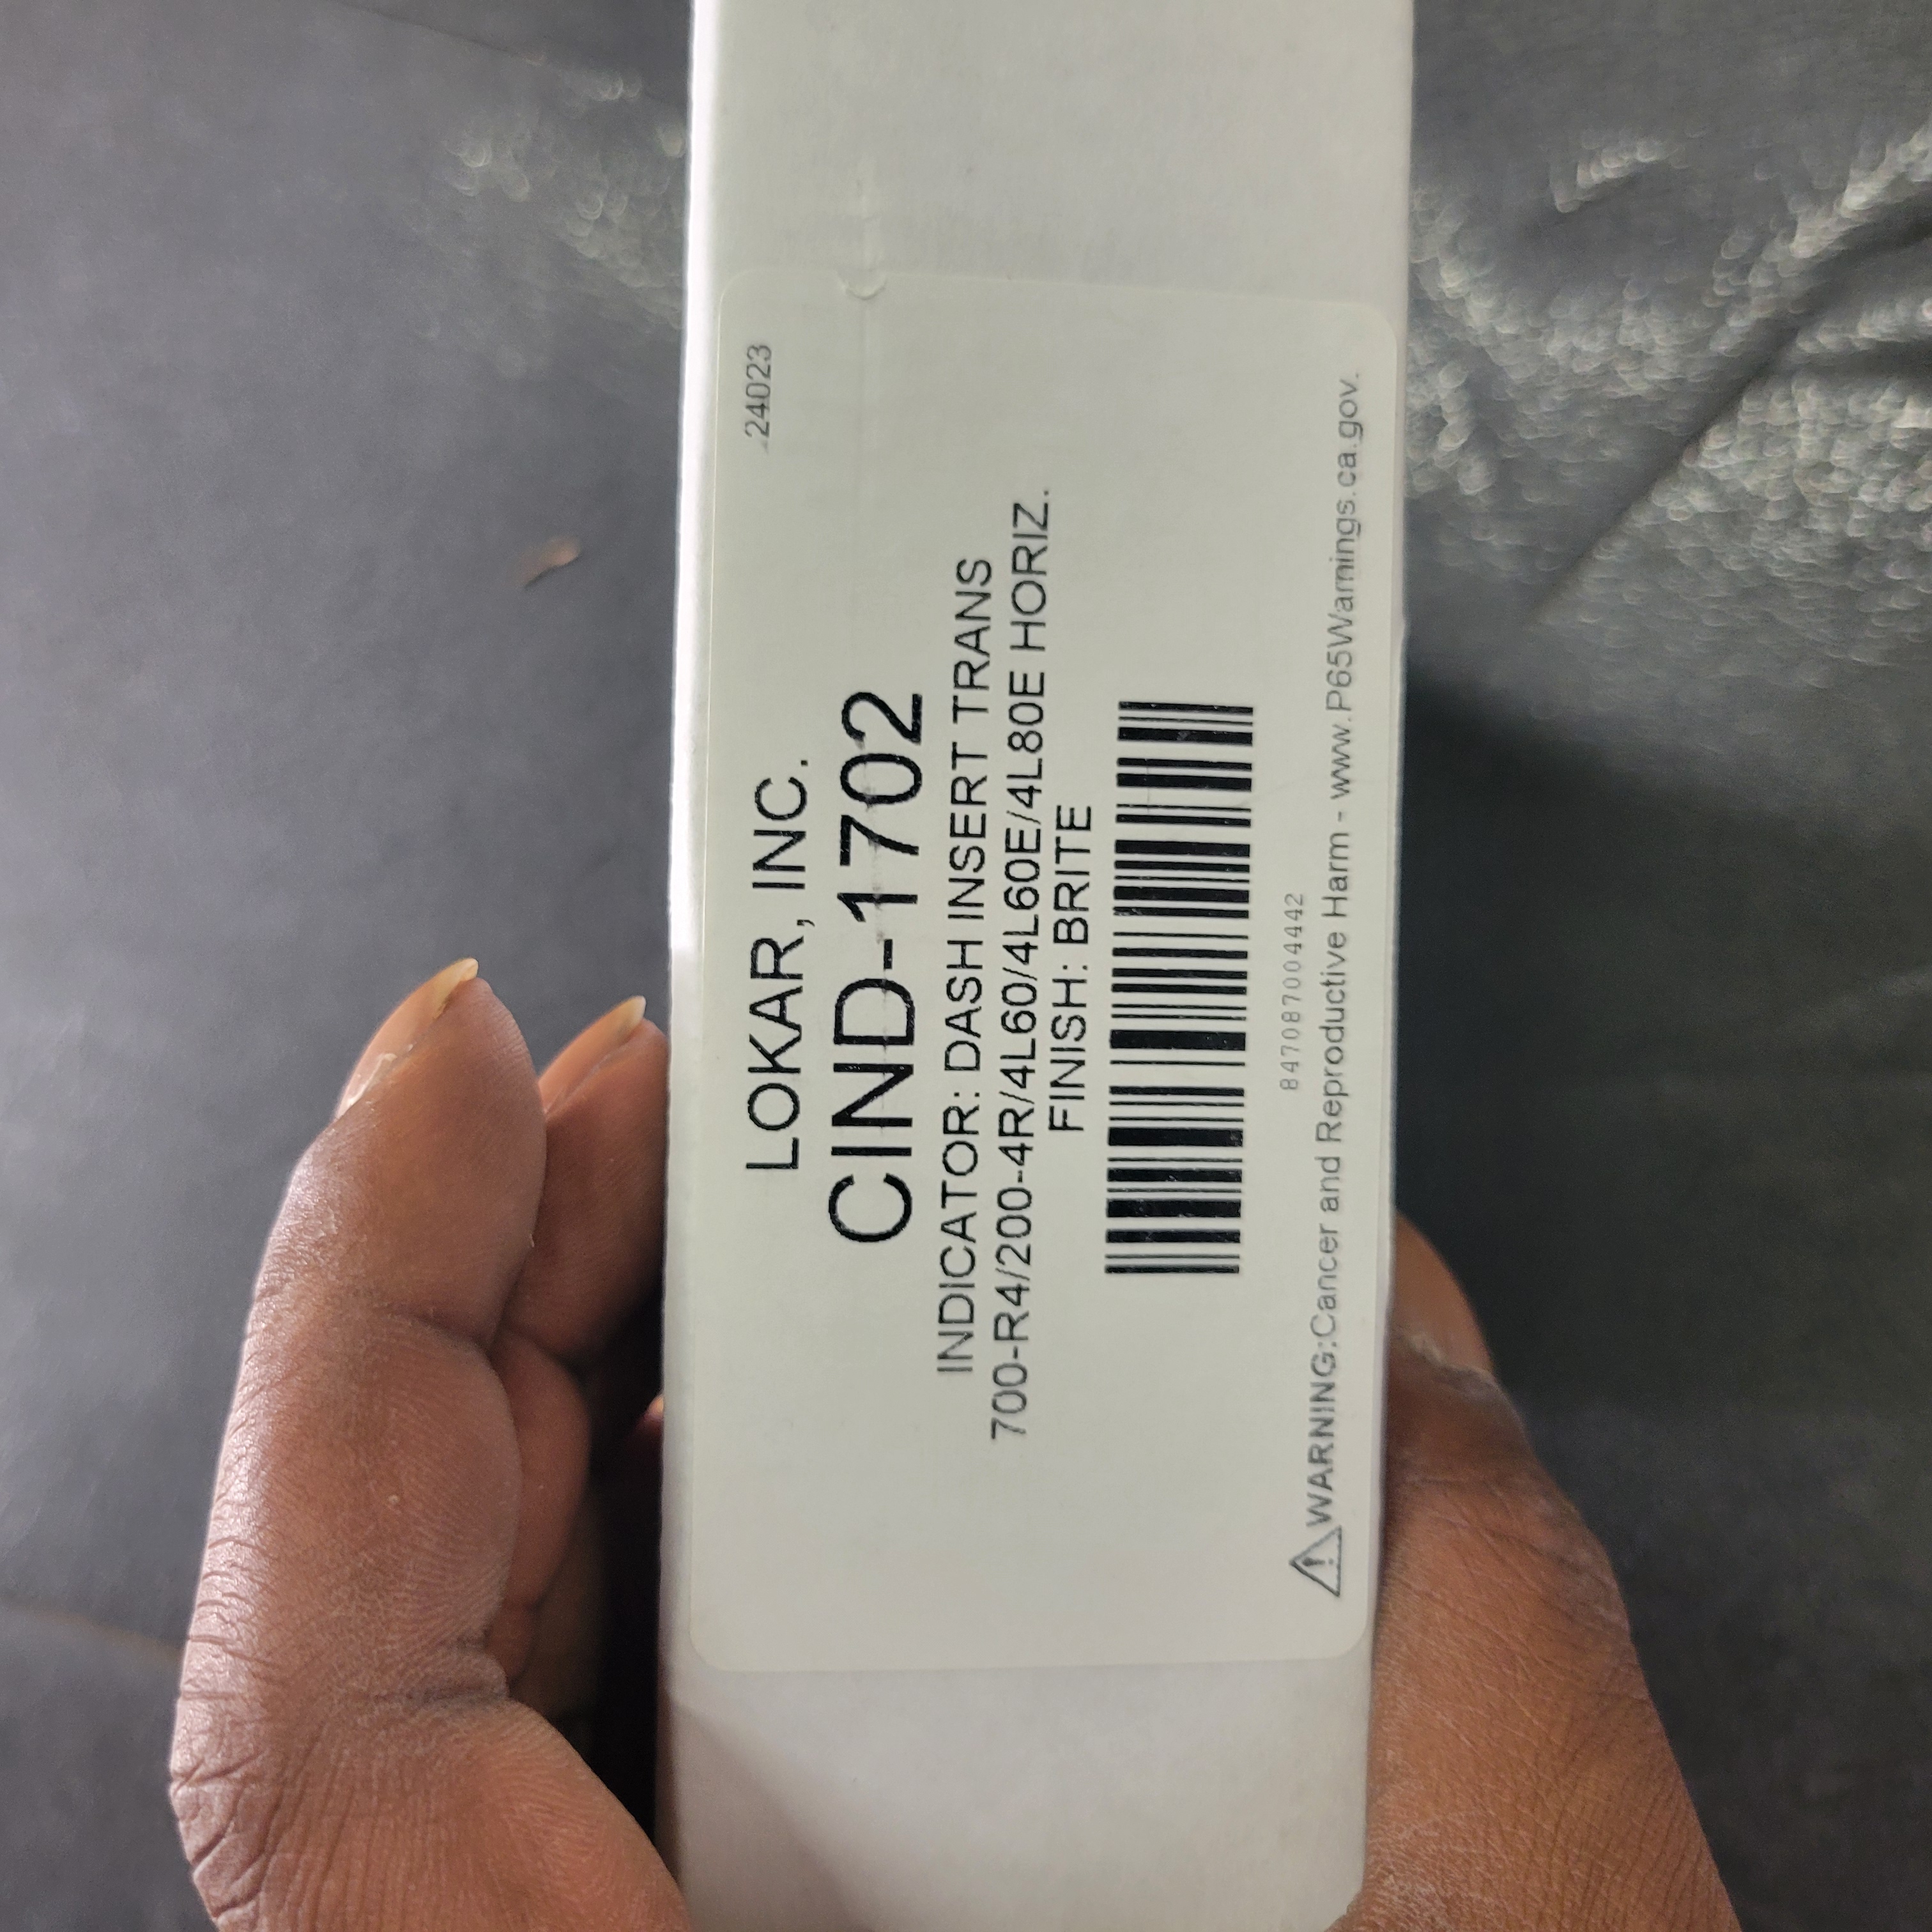 24023
LOKAR, INC.
CIND-1702
INDICATOR: DASH INSERT TRANS
700-R4/200-4R/4L60/4L60E/4L80E HORIZ.
FINISH: BRITE
847087004442
WARNING:Cancer and Reproductive Harm - www.P65Warnings.ca.gov.